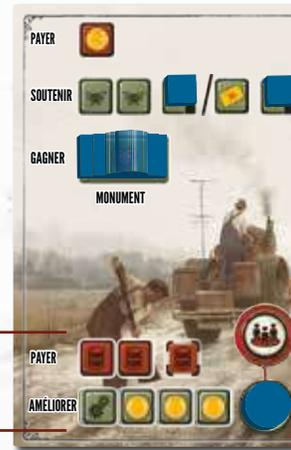 PAYER
SOUTENIR
/
GAGNER
MONUMENT
PAYER
AMÉLIORER